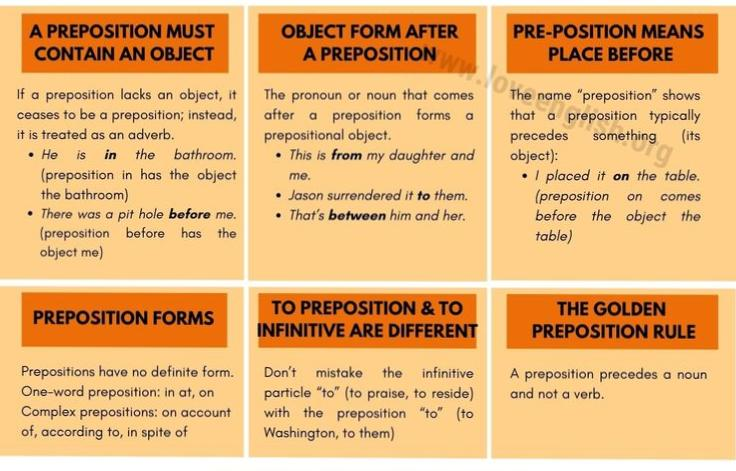 A PREPOSITION MUST
CONTAIN AN OBJECT
If a preposition lacks an object, it
ceases to be a preposition; instead,
it is treated as an adverb.
• He is in the bathroom.
(preposition in has the object
the bathroom)
• There was a pit hole before me.
(preposition before has the
object me)
OBJECT FORM AFTER
A PREPOSITION
The pronoun or noun that comes
after a preposition forms a
prepositional object.
• This is from my daughter and
me.
• Jason surrendered it to them.
• That's between him and her.
PRE-POSITION MEANS
PLACE BEFORE
The name "preposition" shows
that a preposition typically
precedes something (its
object):
• I placed it on the table.
(preposition on comes
before the object the
table)
www.loveenglish.org
PREPOSITION FORMS
Prepositions have no definite form.
One-word preposition: in at, on
Complex prepositions: on account
of, according to, in spite of
TO PREPOSITION & TO
INFINITIVE ARE DIFFERENT
Don't mistake the infinitive
particle "to" (to praise, to reside)
with the preposition "to" (to
Washington, to them)
THE GOLDEN
PREPOSITION RULE
A preposition precedes a noun
and not a verb.